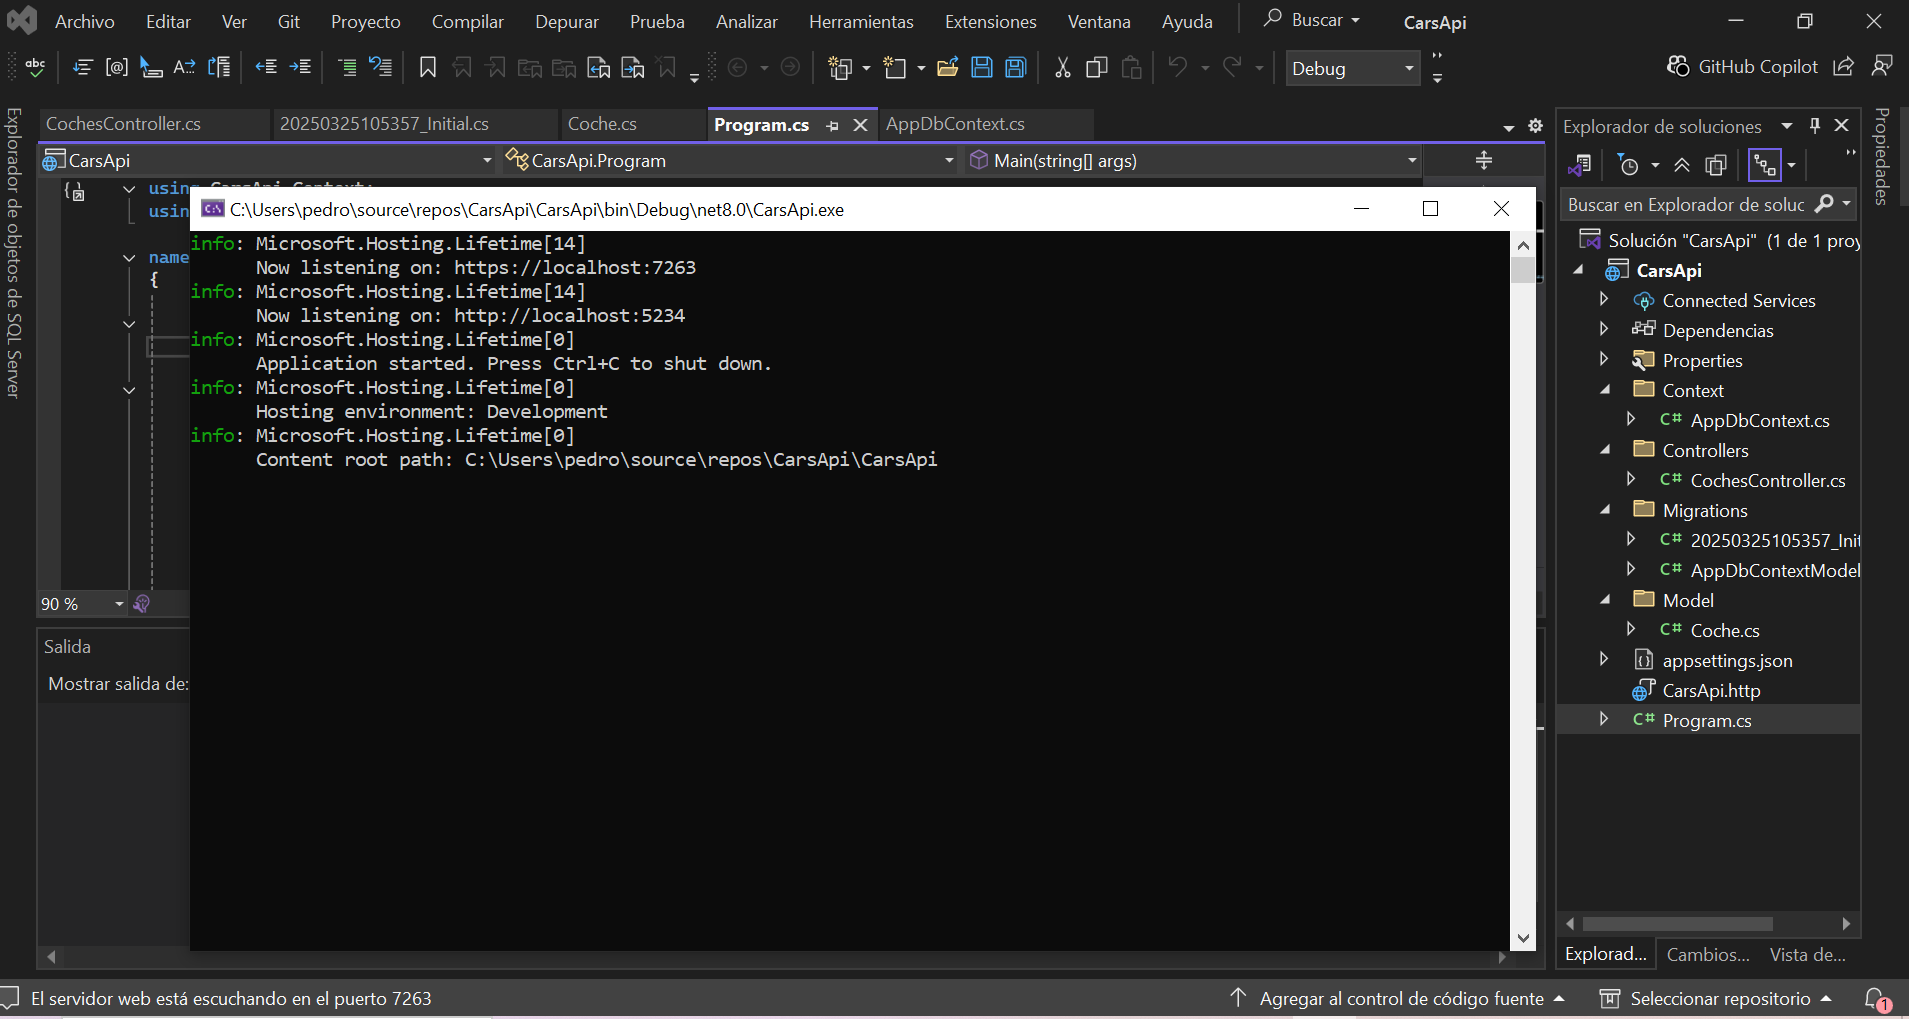 Archivo Editar Ver Git Proyecto Compilar Depurar Prueba Analizar Herramientas Extensiones Ventana Ayuda Buscar CarsApi
abc Debug GitHub Copilot
CochesController.cs 20250325105357_Initial.cs Coche.cs Program.cs AppDbContext.cs
CarsApi CarsApi.Program Main(string[] args)
using CarsApi.Context;
using
C:\Users\pedro\source\repos\CarsApi\CarsApi\bin\Debug\net8.0\CarsApi.exe
info: Microsoft.Hosting.Lifetime[14]
Now listening on: https://localhost:7263
info: Microsoft.Hosting.Lifetime[14]
Now listening on: http://localhost:5234
info: Microsoft.Hosting.Lifetime[0]
Application started. Press Ctrl+C to shut down.
info: Microsoft.Hosting.Lifetime[0]
Hosting environment: Development
info: Microsoft.Hosting.Lifetime[0]
Content root path: C:\Users\pedro\source\repos\CarsApi\CarsApi
name
{
90 %
Salida
Mostrar salida de:
Explorador de objetos de SQL Server
Explorador de soluciones
Buscar en Explorador de soluc
Solución "CarsApi" (1 de 1 proy
CarsApi
Connected Services
Dependencias
Properties
Context
C# AppDbContext.cs
Controllers
C# CochesController.cs
Migrations
C# 20250325105357_Init
C# AppDbContextModel
Model
C# Coche.cs
appsettings.json
CarsApi.http
C# Program.cs
Explorad... Cambios... Vista de...
Propiedades
El servidor web está escuchando en el puerto 7263 Agregar al control de código fuente Seleccionar repositorio 1